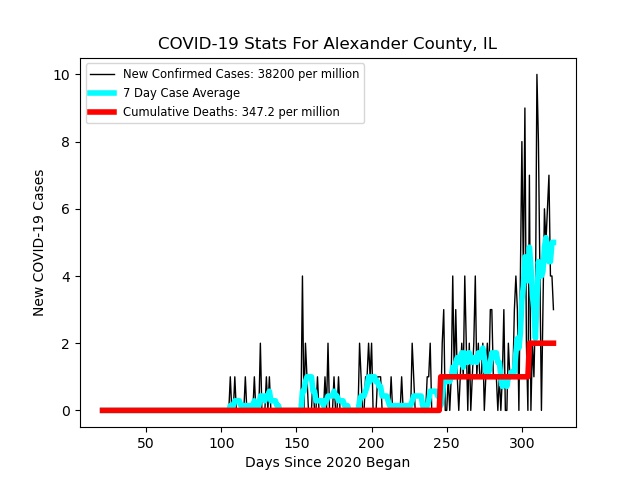 COVID-19 Stats For Alexander County, IL
New Confirmed Cases: 38200 per million
7 Day Case Average
Cumulative Deaths: 347.2 per million
New COVID-19 Cases
10
8
6
4
2
0
50 100 150 200 250 300
Days Since 2020 Began